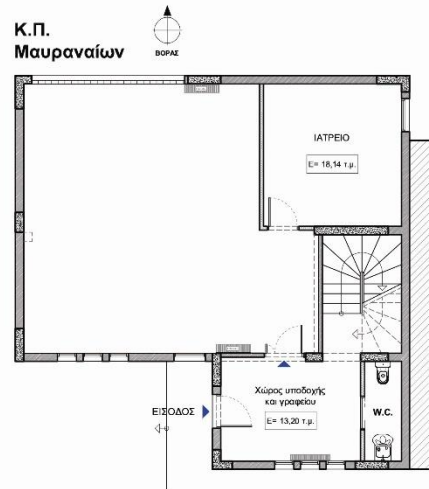 Κ.Π.
Μαυραναίων
ΒΟΡΑΣ
ΙΑΤΡΕΙΟ
Ε= 18,14 τ.μ.
Χώρος υποδοχής
και γραφείου
Ε= 13,20 τ.μ.
W.C.
ΕΙΣΟΔΟΣ